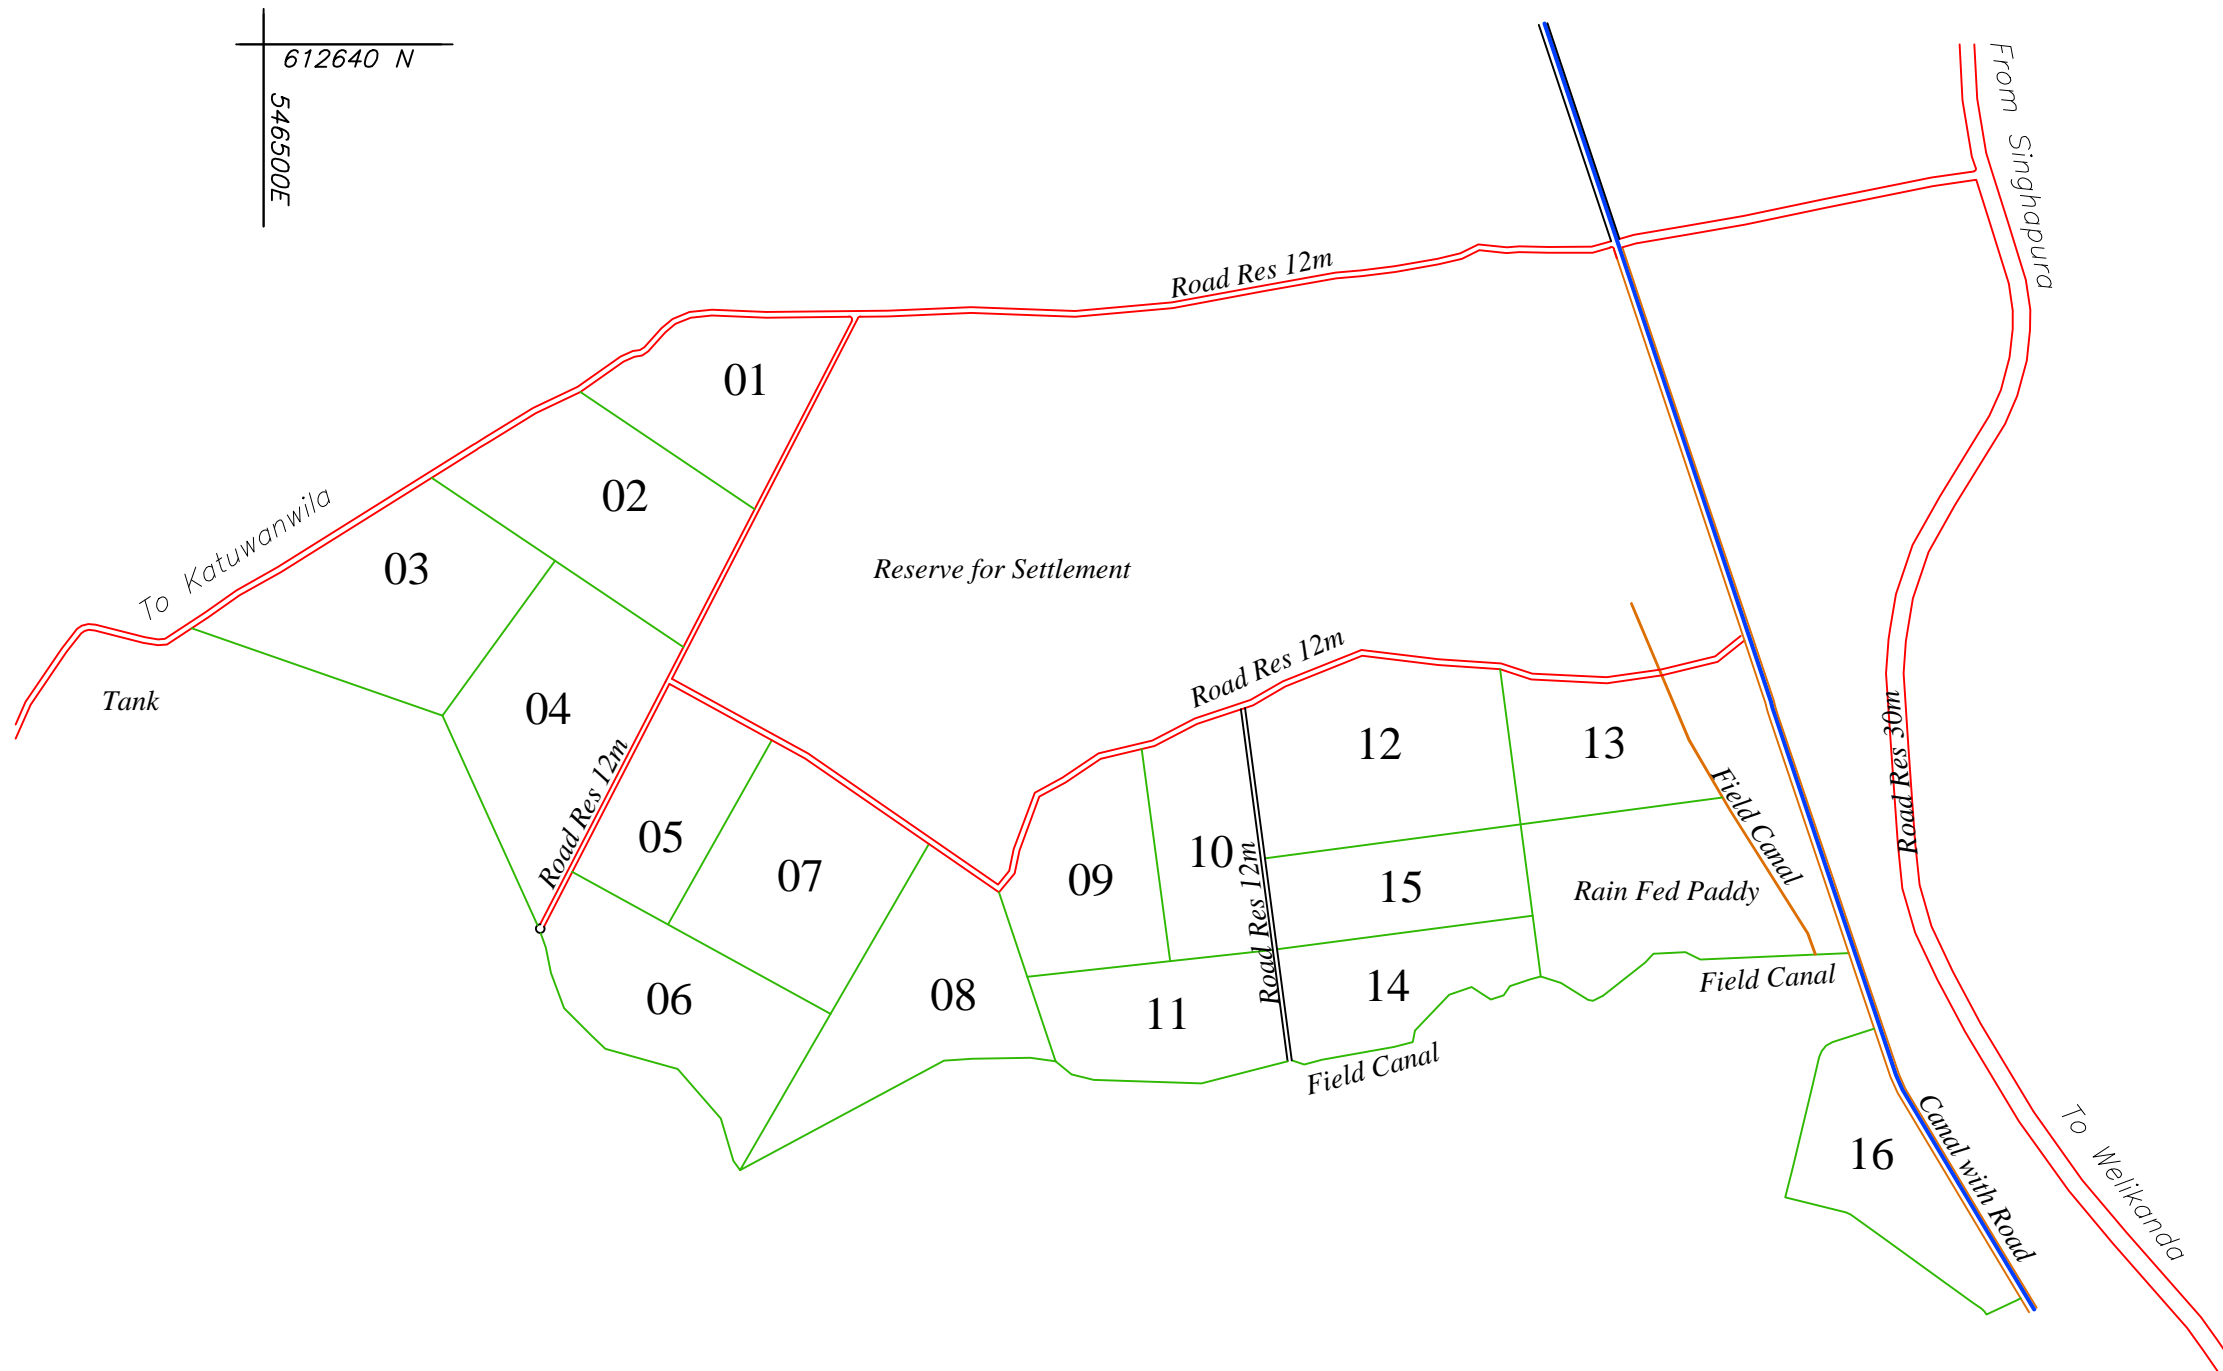 612640 N
546500E
From Singhapura
Road Res 12m
01
02
To Katuwanwila
03
Reserve for Settlement
Road Res 12m
Tank
04
Road Res 30m
12
13
Road Res 12m
05
07
10
Field Canal
09
15
Rain Fed Paddy
Road Res 12m
06
08
11
14
Field Canal
Field Canal
16
Canal with Road
To Welikanda